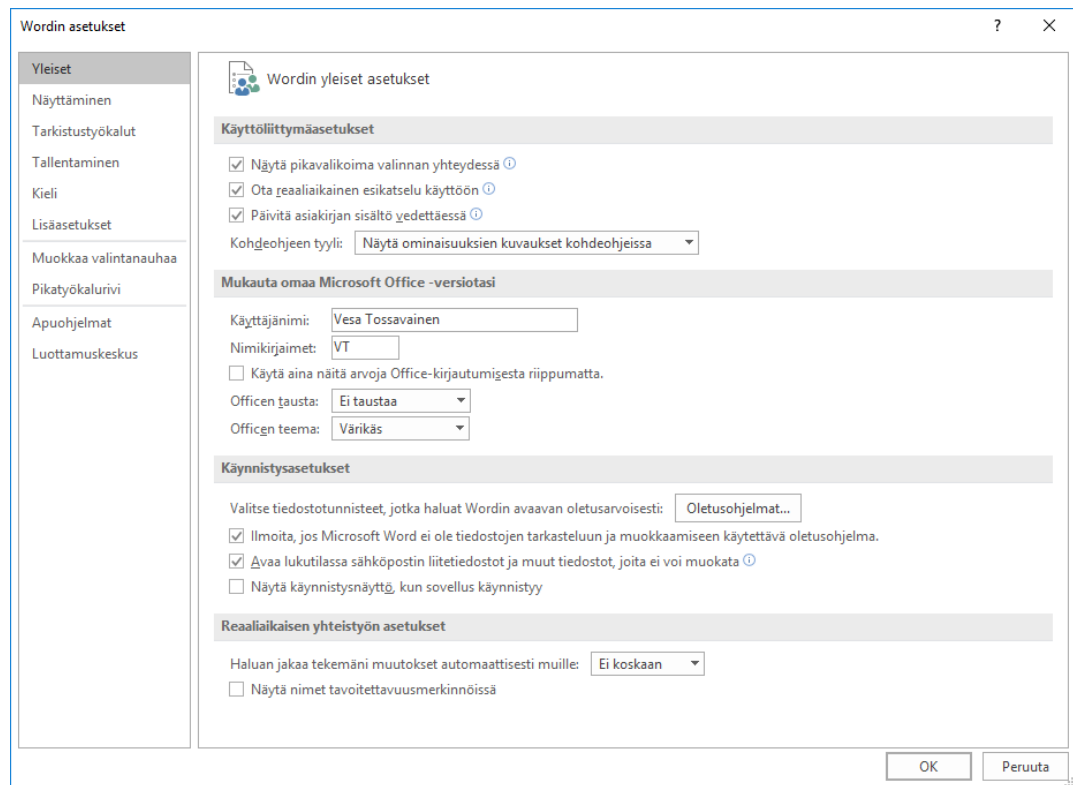 Wordin asetukset
?
Yleiset
Näyttäminen
Tarkistustyökalut
Tallentaminen
Kieli
Lisäasetukset
Muokkaa valintanauhaa
Pikatyökalurivi
Apuohjelmat
Luottamuskeskus
Wordin yleiset asetukset
Käyttöliittymäasetukset
Näytä pikavalikoima valinnan yhteydessä
Ota reaaliaikainen esikatselu käyttöön
Päivitä asiakirjan sisältö vedettäessä
Kohdeohjeen tyyli: Näytä ominaisuuksien kuvaukset kohdeohjeissa
Mukauta omaa Microsoft Office -versiotasi
Käyttäjänimi: Vesa Tossavainen
Nimikirjaimet: VT
Käytä aina näitä arvoja Office-kirjautumisesta riippumatta.
Officen tausta: Ei taustaa
Officen teema: Värikäs
Käynnistysasetukset
Valitse tiedostotunnisteet, jotka haluat Wordin avaavan oletusarvoisesti: Oletusohjelmat...
Ilmoita, jos Microsoft Word ei ole tiedostojen tarkasteluun ja muokkaamiseen käytettävä oletusohjelma.
Avaa lukutilassa sähköpostin liitetiedostot ja muut tiedostot, joita ei voi muokata
Näytä käynnistysnäyttö, kun sovellus käynnistyy
Reaaliaikaisen yhteistyön asetukset
Haluan jakaa tekemäni muutokset automaattisesti muille: Ei koskaan
Näytä nimet tavoitettavuusmerkinnöissä
OK Peruuta